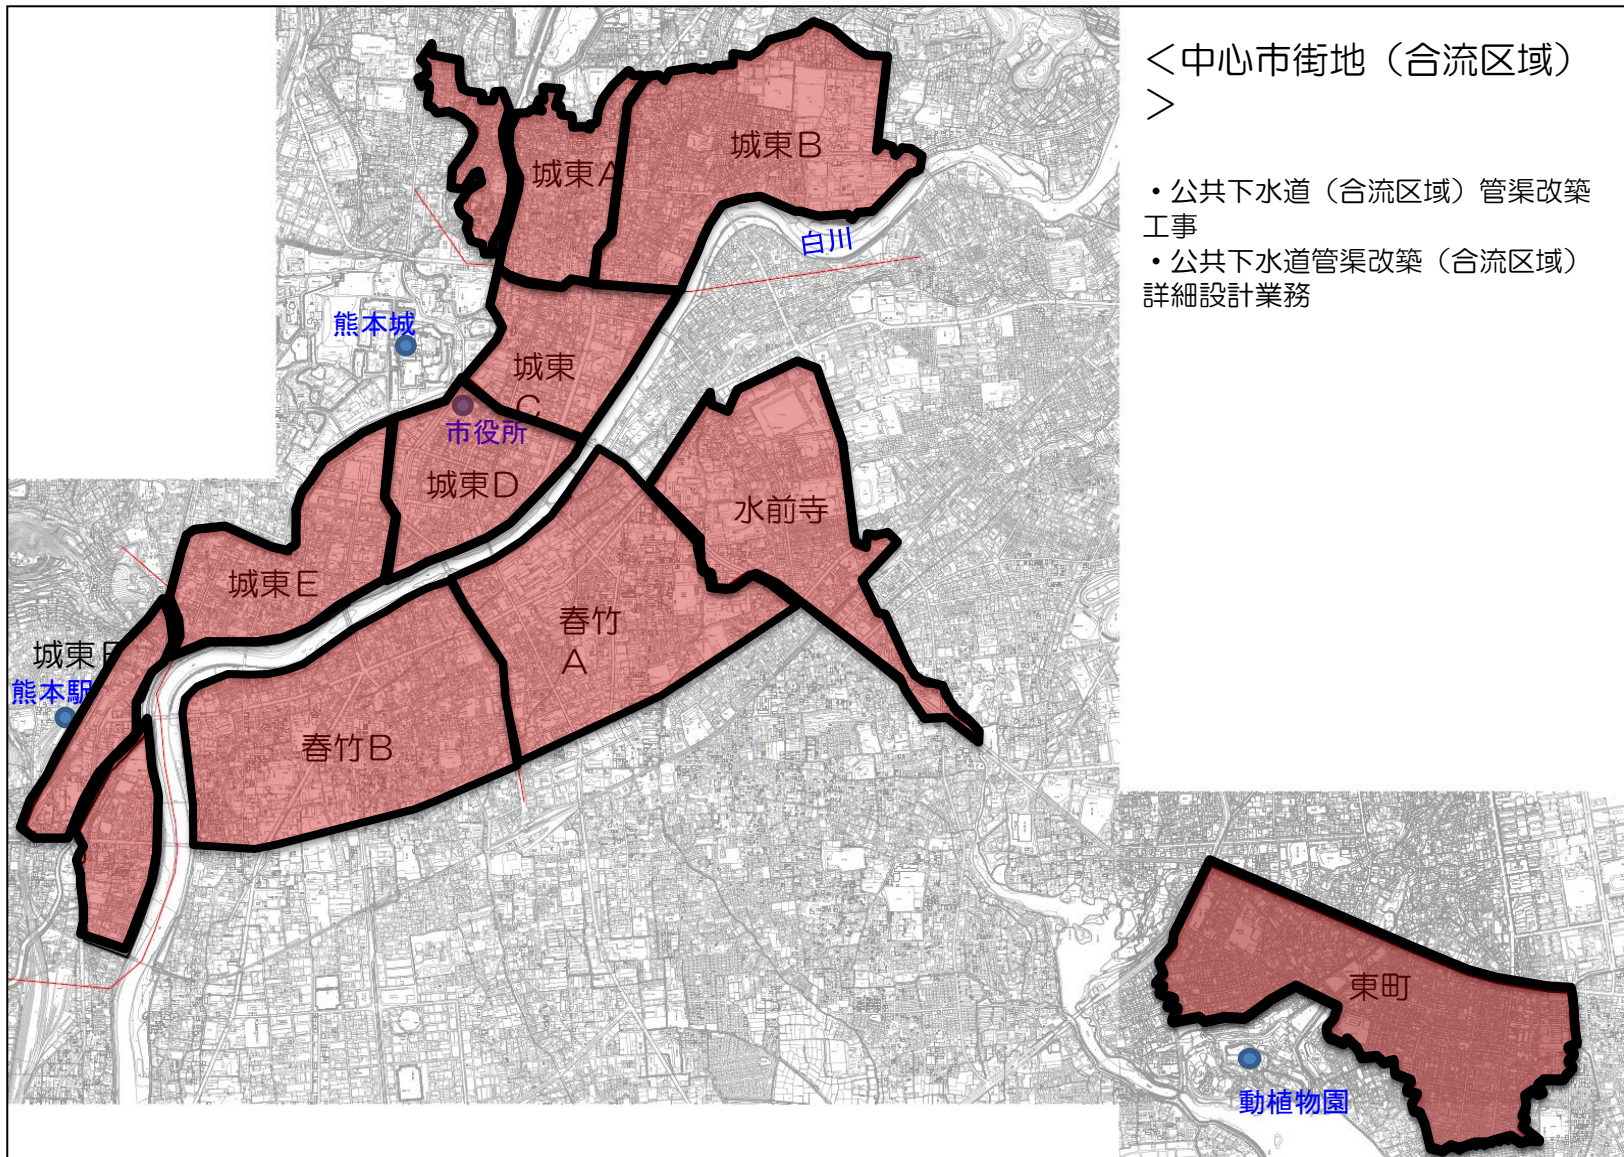 ＜中心市街地（合流区域）
＞
・公共下水道（合流区域）管渠改築
工事
・公共下水道管渠改築（合流区域）
詳細設計業務
城東B
城東A
白川
熊本城
城東
C
市役所
城東D
水前寺
城東E
春竹
A
城東F
熊本駅
春竹B
東町
動植物園